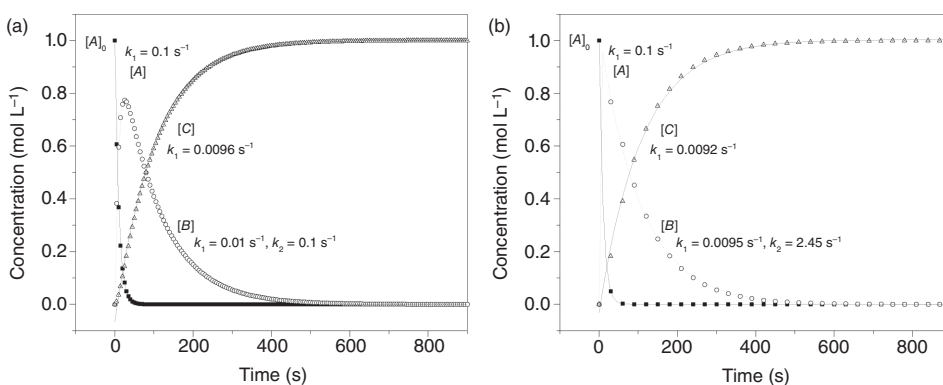 (a)
[A]₀
k₁ = 0.1 s⁻¹
[A]
[C]
k₁ = 0.0096 s⁻¹
[B]
k₁ = 0.01 s⁻¹, k₂ = 0.1 s⁻¹
Concentration (mol L⁻¹)
1.0
0.8
0.6
0.4
0.2
0.0
0
200
400
600
800
Time (s)
(b)
[A]₀
k₁ = 0.1 s⁻¹
[A]
[C]
k₁ = 0.0092 s⁻¹
[B]
k₁ = 0.0095 s⁻¹, k₂ = 2.45 s⁻¹
Concentration (mol L⁻¹)
1.0
0.8
0.6
0.4
0.2
0.0
0
200
400
600
800
Time (s)